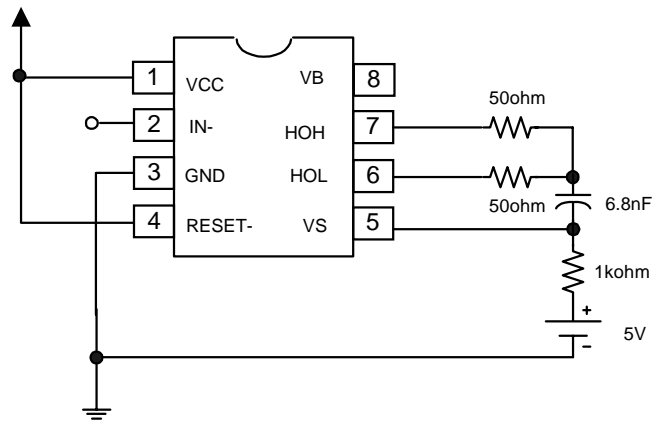 1 VCC VB 8
50ohm
2 IN- HOH 7
3 GND HOL 6
50ohm
6.8nF
4 RESET- VS 5
1kohm
+
5V
-